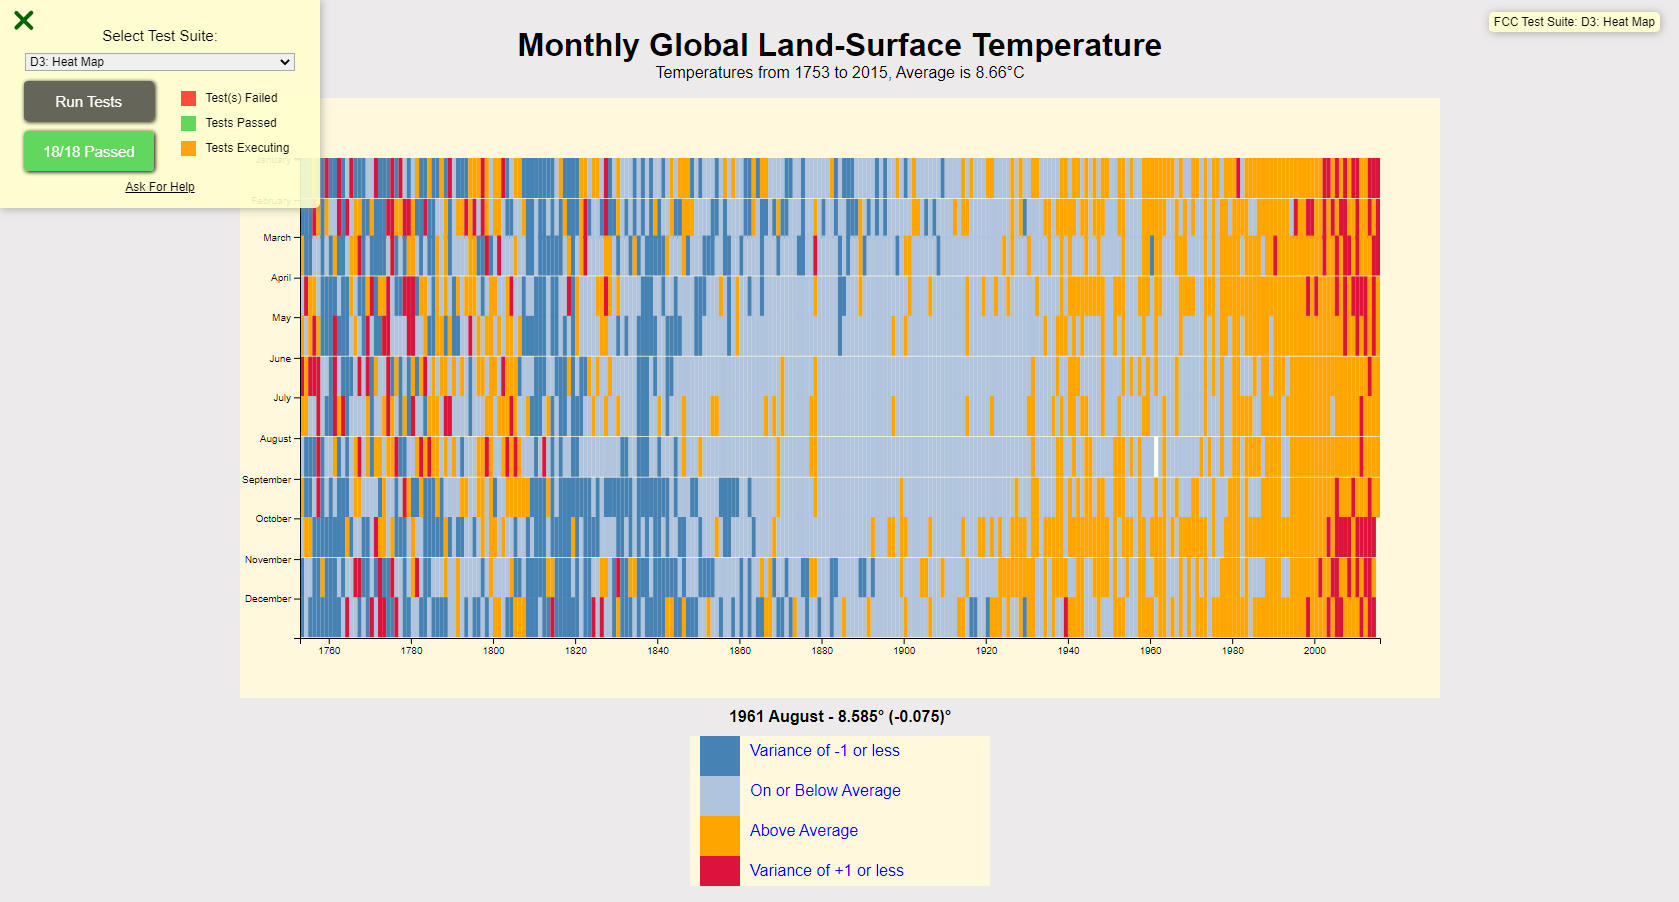 Select Test Suite:
D3: Heat Map
Run Tests
18/18 Passed
Test(s) Failed
Tests Passed
Tests Executing
Ask For Help
FCC Test Suite: D3: Heat Map
Monthly Global Land-Surface Temperature
Temperatures from 1753 to 2015, Average is 8.66°C
January
February
March
April
May
June
July
August
September
October
November
December
1760 1780 1800 1820 1840 1860 1880 1900 1920 1940 1960 1980 2000
1961 August - 8.585° (-0.075)°
Variance of -1 or less
On or Below Average
Above Average
Variance of +1 or less